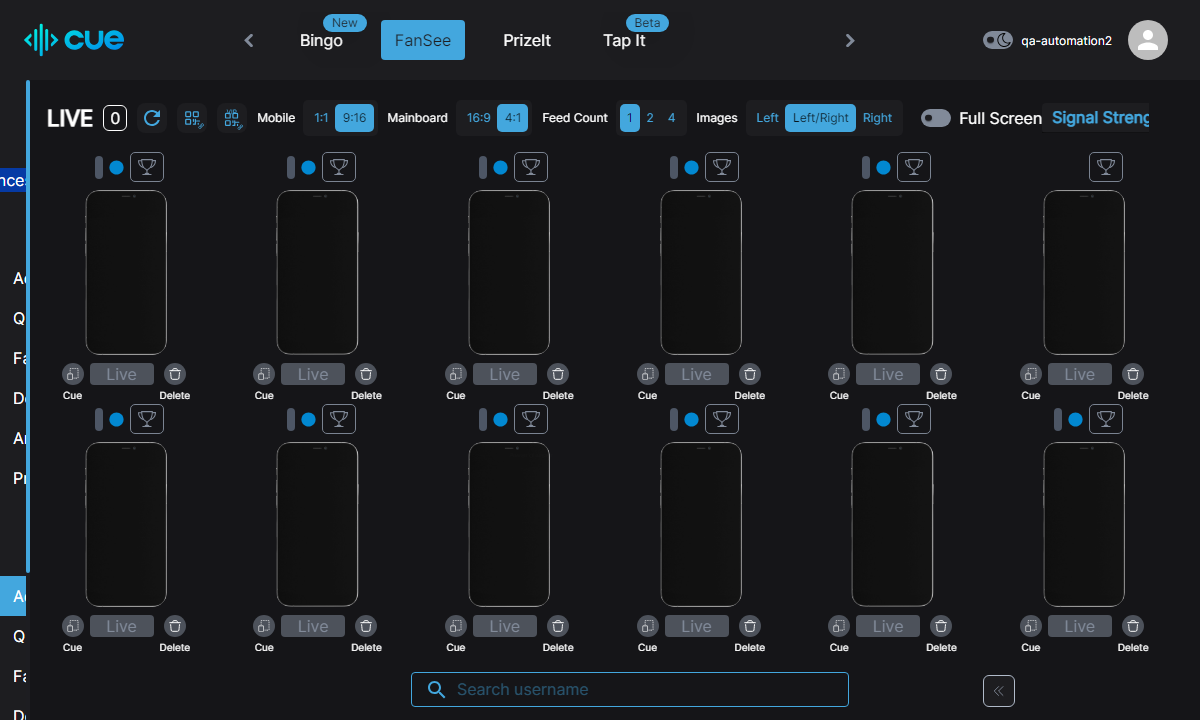 New
Beta
cue
Bingo
FanSee
PrizeIt
Tap It
qa-automation2
LIVE 0
Mobile 1:1 9:16
Mainboard 16:9 4:1
Feed Count 1 2 4
Images Left Left/Right Right
Full Screen
Signal Streng
nces
Live
Live
Live
Live
Live
Live
Cue Delete
Cue Delete
Cue Delete
Cue Delete
Cue Delete
Cue Delete
Live
Live
Live
Live
Live
Live
Cue Delete
Cue Delete
Cue Delete
Cue Delete
Cue Delete
Cue Delete
Search username